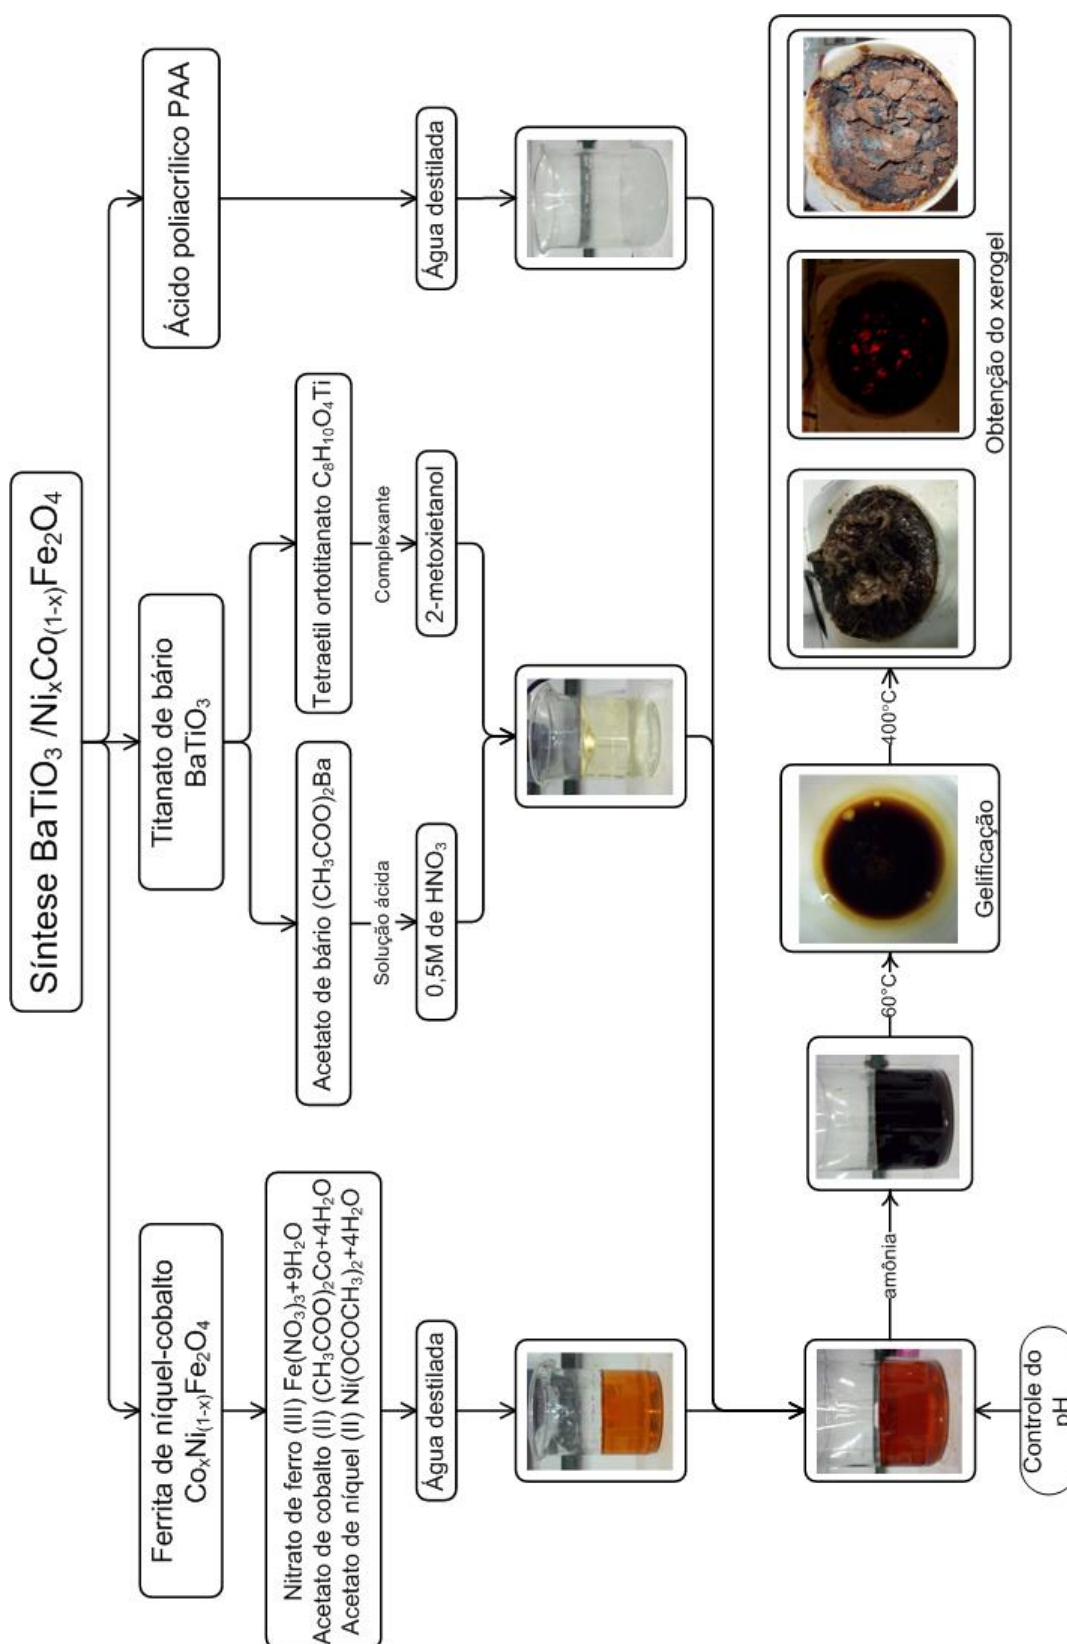 Síntese BaTiO₃ /NiₓCo₍₁₋ₓ₎Fe₂O₄
Ferrita de níquel-cobalto
CoₓNi₍₁₋ₓ₎Fe₂O₄
Titanato de bário
BaTiO₃
Ácido poliacrílico PAA
Nitrato de ferro (III) Fe(NO₃)₃+9H₂O
Acetato de cobalto (II) (CH₃COO)₂Co+4H₂O
Acetato de níquel (II) Ni(OCOCH₃)₂+4H₂O
Acetato de bário (CH₃COO)₂Ba
Tetraetil ortotitanato C₈H₁₀O₄Ti
Solução ácida
Complexante
Água destilada
0,5M de HNO₃
2-metoxietanol
Água destilada
Controle do
pH
amônia
60°C
Gelificação
400°C
Obtenção do xerogel